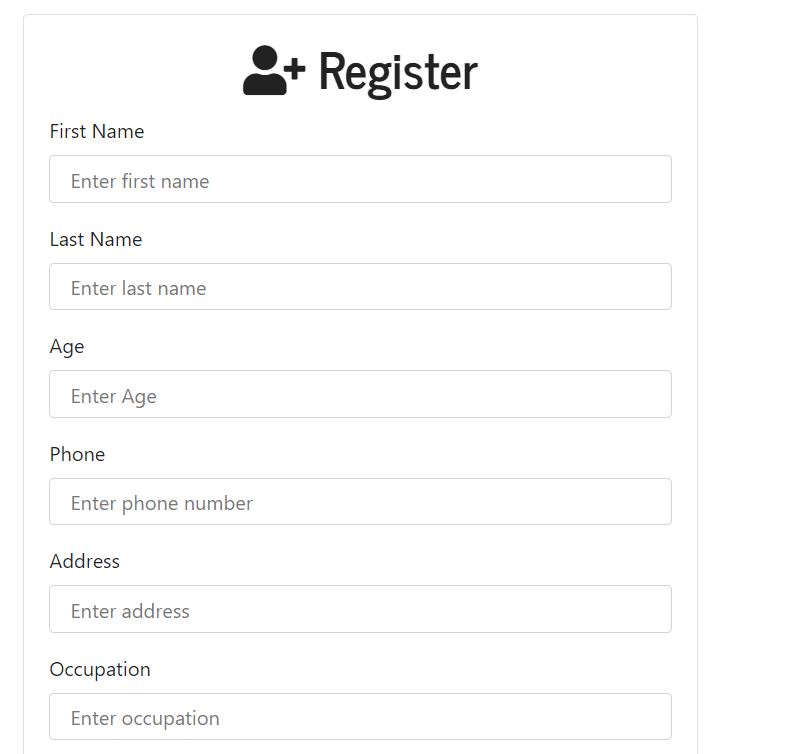 Register
First Name
Enter first name
Last Name
Enter last name
Age
Enter Age
Phone
Enter phone number
Address
Enter address
Occupation
Enter occupation